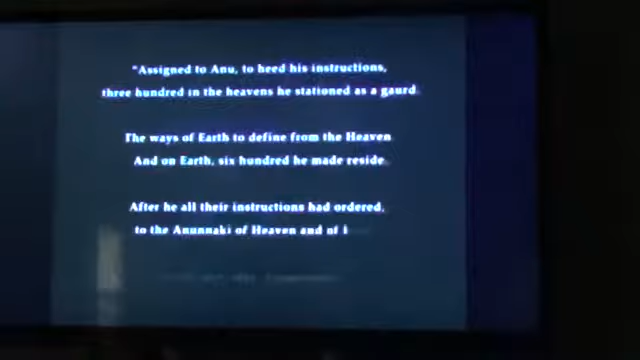 "Assigned to Anu, to heed his instructions,
three hundred in the heavens he stationed as a gaurd.
The ways of Earth to define from the Heaven
And on Earth, six hundred he made reside.
After he all their instructions had ordered,
to the Anunnaki of Heaven and of